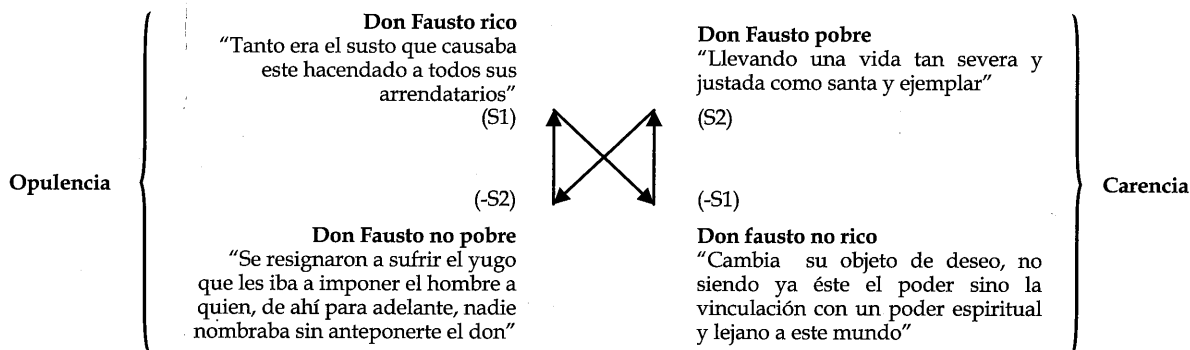 Don Fausto rico
"Tanto era el susto que causaba
este hacendado a todos sus
arrendatarios"
(S1)
Don Fausto pobre
"Llevando una vida tan severa y
justada como santa y ejemplar"
(S2)
Opulencia
Carencia
(-S2)
Don Fausto no pobre
"Se resignaron a sufrir el yugo
que les iba a imponer el hombre a
quien, de ahí para adelante, nadie
nombraba sin anteponerte el don"
(-S1)
Don fausto no rico
"Cambia su objeto de deseo, no
siendo ya éste el poder sino la
vinculación con un poder espiritual
y lejano a este mundo"